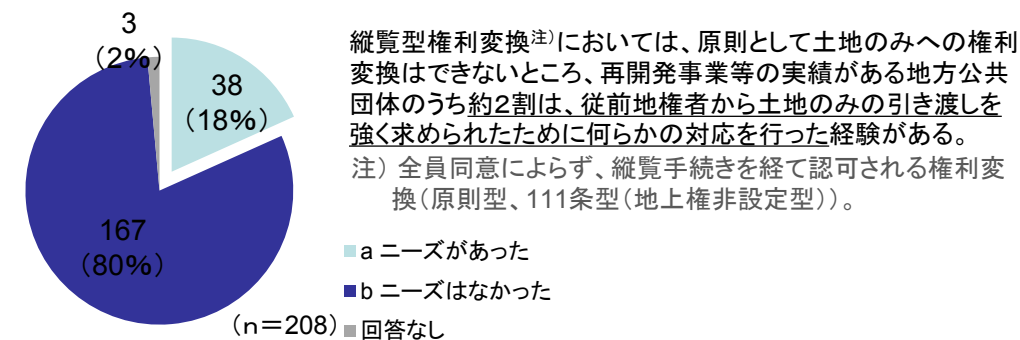 3
(2%)
38
(18%)
167
(80%)
(n=208)
縦覧型権利変換注)においては、原則として土地のみへの権利
変換はできないところ、再開発事業等の実績がある地方公共
団体のうち約2割は、従前地権者から土地のみの引き渡しを
強く求められたために何らかの対応を行った経験がある。
注) 全員同意によらず、縦覧手続きを経て認可される権利変
換(原則型、111条型(地上権非設定型))。
a ニーズがあった
b ニーズはなかった
回答なし